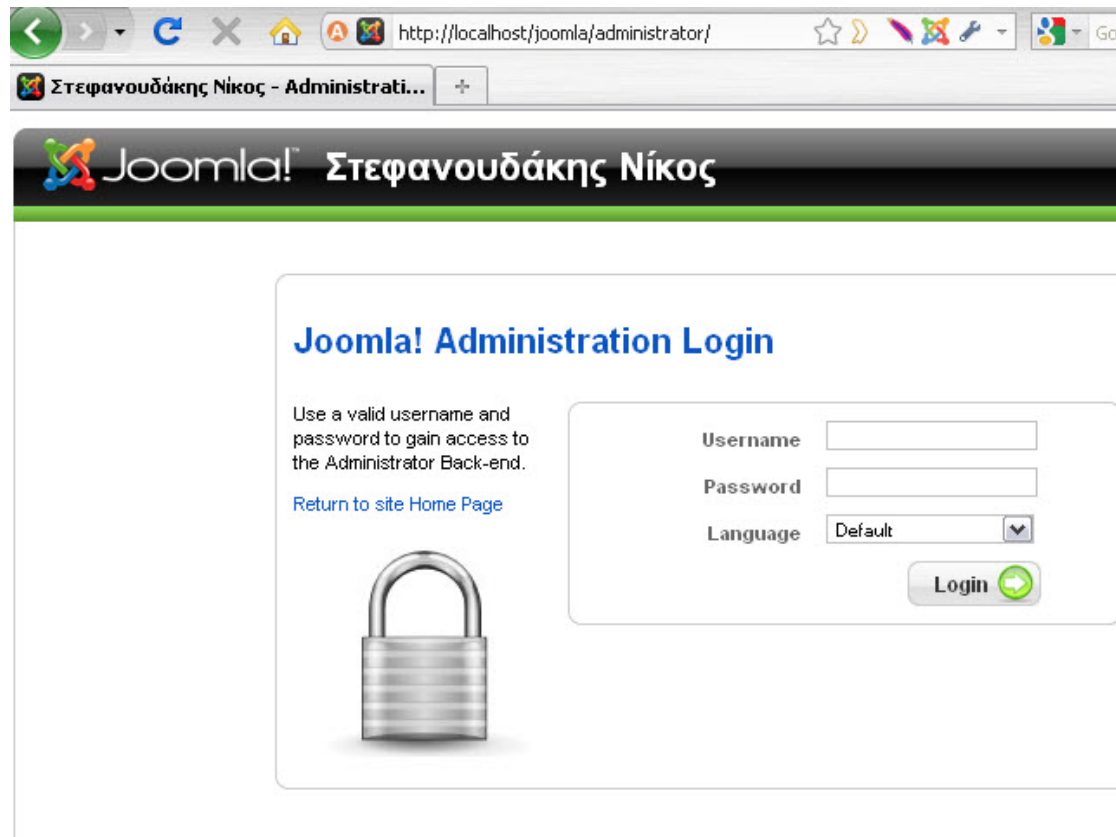 http://localhost/joomla/administrator/
Στεφανουδάκης Νίκος - Administrati...
Joomla!™ Στεφανουδάκης Νίκος
Joomla! Administration Login
Use a valid username and
password to gain access to
the Administrator Back-end.
Return to site Home Page
Username
Password
Language Default
Login